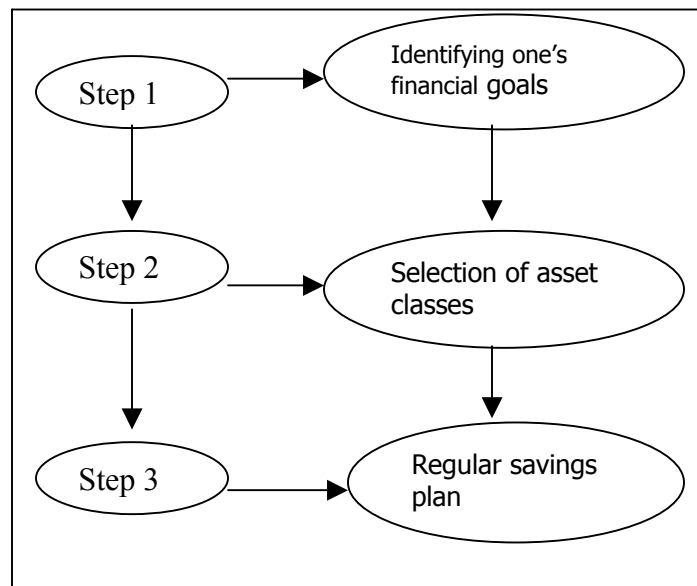 Step 1
Identifying one's
financial goals
Step 2
Selection of asset
classes
Step 3
Regular savings
plan